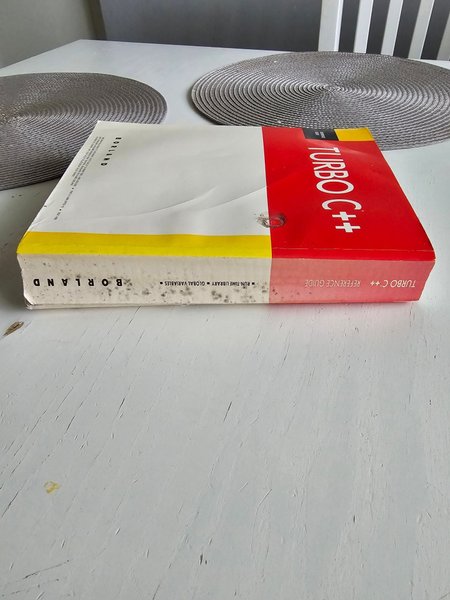 TURBO C++
BORLAND
TURBO C++ REFERENCE GUIDE
▪ RUN-TIME LIBRARY ▪ GLOBAL VARIABLES ▪
BORLAND